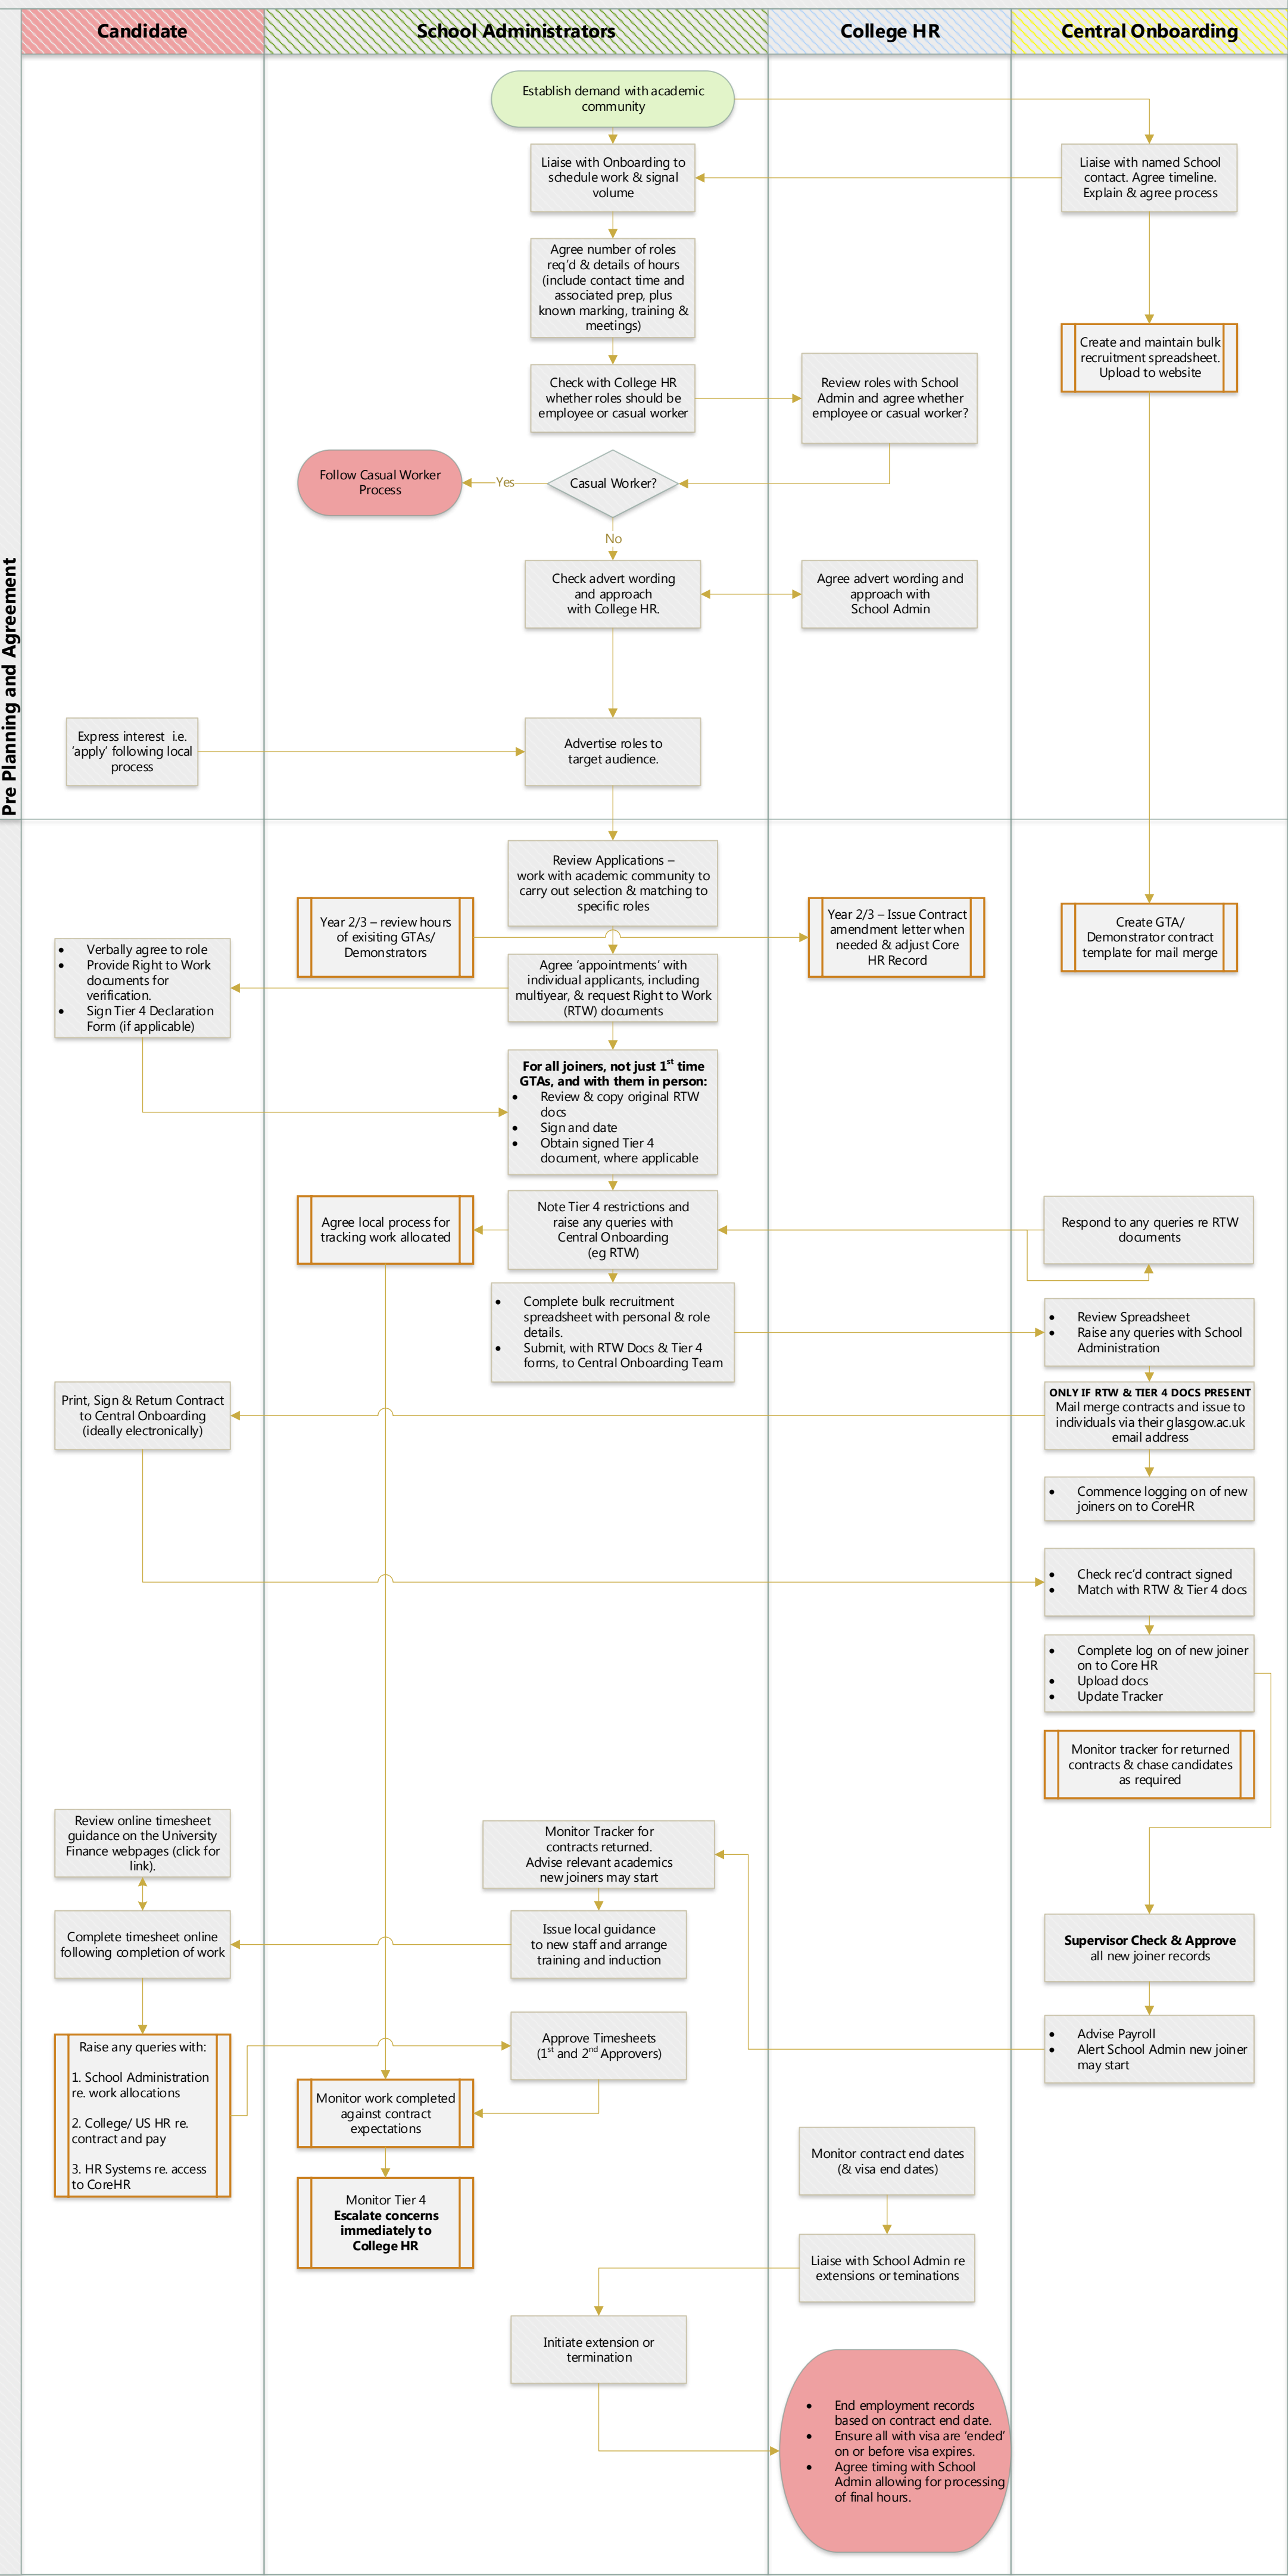 Candidate
School Administrators
College HR
Central Onboarding
Pre Planning and Agreement
Establish demand with academic
community
Liaise with Onboarding to
schedule work & signal
volume
Liaise with named School
contact. Agree timeline.
Explain & agree process
Agree number of roles
req'd & details of hours
(include contact time and
associated prep, plus
known marking, training &
meetings)
Create and maintain bulk
recruitment spreadsheet.
Upload to website
Check with College HR
whether roles should be
employee or casual worker
Review roles with School
Admin and agree whether
employee or casual worker?
Follow Casual Worker
Process
Yes
Casual Worker?
No
Check advert wording
and approach
with College HR.
Agree advert wording and
approach with
School Admin
Express interest i.e.
‘apply’ following local
process
Advertise roles to
target audience.
Review Applications –
work with academic community to
carry out selection & matching to
specific roles
Year 2/3 – review hours
of exisiting GTAs/
Demonstrators
Year 2/3 – Issue Contract
amendment letter when
needed & adjust Core
HR Record
Create GTA/
Demonstrator contract
template for mail merge
• Verbally agree to role
• Provide Right to Work
documents for
verification.
• Sign Tier 4 Declaration
Form (if applicable)
Agree ‘appointments’ with
individual applicants, including
multiyear, & request Right to Work
(RTW) documents
For all joiners, not just 1st time
GTAs, and with them in person:
• Review & copy original RTW
docs
• Sign and date
• Obtain signed Tier 4
document, where applicable
Agree local process for
tracking work allocated
Note Tier 4 restrictions and
raise any queries with
Central Onboarding
(eg RTW)
Respond to any queries re RTW
documents
• Complete bulk recruitment
spreadsheet with personal & role
details.
• Submit, with RTW Docs & Tier 4
forms, to Central Onboarding Team
• Review Spreadsheet
• Raise any queries with School
Administration
Print, Sign & Return Contract
to Central Onboarding
(ideally electronically)
ONLY IF RTW & TIER 4 DOCS PRESENT
Mail merge contracts and issue to
individuals via their glasgow.ac.uk
email address
• Commence logging on of new
joiners on to CoreHR
• Check rec’d contract signed
• Match with RTW & Tier 4 docs
• Complete log on of new joiner
on to Core HR
• Upload docs
• Update Tracker
Monitor tracker for returned
contracts & chase candidates
as required
Review online timesheet
guidance on the University
Finance webpages (click for
link).
Monitor Tracker for
contracts returned.
Advise relevant academics
new joiners may start
Complete timesheet online
following completion of work
Issue local guidance
to new staff and arrange
training and induction
Supervisor Check & Approve
all new joiner records
Raise any queries with:
1. School Administration
re. work allocations
2. College/ US HR re.
contract and pay
3. HR Systems re. access
to CoreHR
Approve Timesheets
(1st and 2nd Approvers)
• Advise Payroll
• Alert School Admin new joiner
may start
Monitor work completed
against contract
expectations
Monitor Tier 4
Escalate concerns
immediately to
College HR
Monitor contract end dates
(& visa end dates)
Liaise with School Admin re
extensions or teminations
Initiate extension or
termination
• End employment records
based on contract end date.
• Ensure all with visa are ‘ended’
on or before visa expires.
• Agree timing with School
Admin allowing for processing
of final hours.